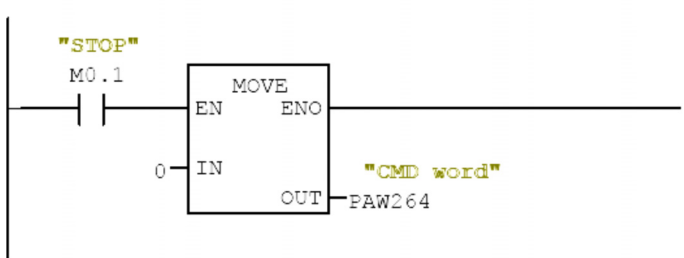 "STOP"
M0.1
MOVE
EN ENO
0 IN
"CMD word"
OUT PAW264